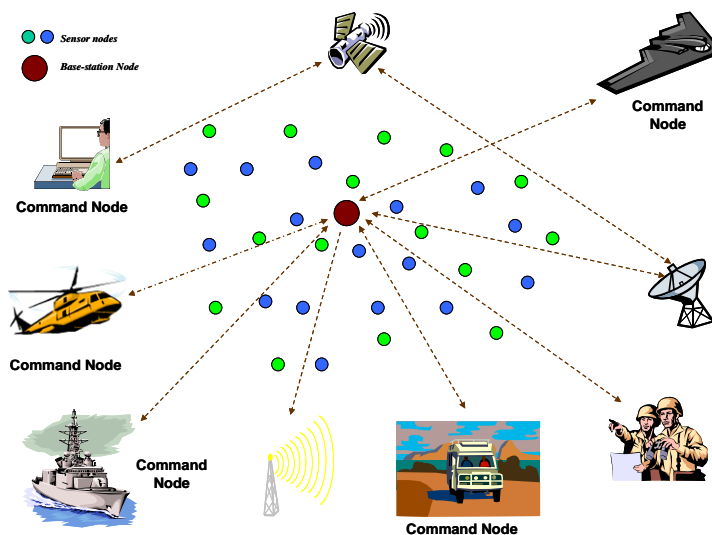 Sensor nodes
Base-station Node
Command
Node
Command Node
Command Node
Command
Node
Command Node